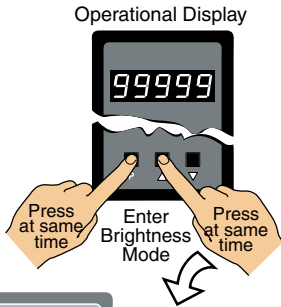 Operational Display
99999
Press
at same
time
Enter
Brightness
Mode
Press
at same
time